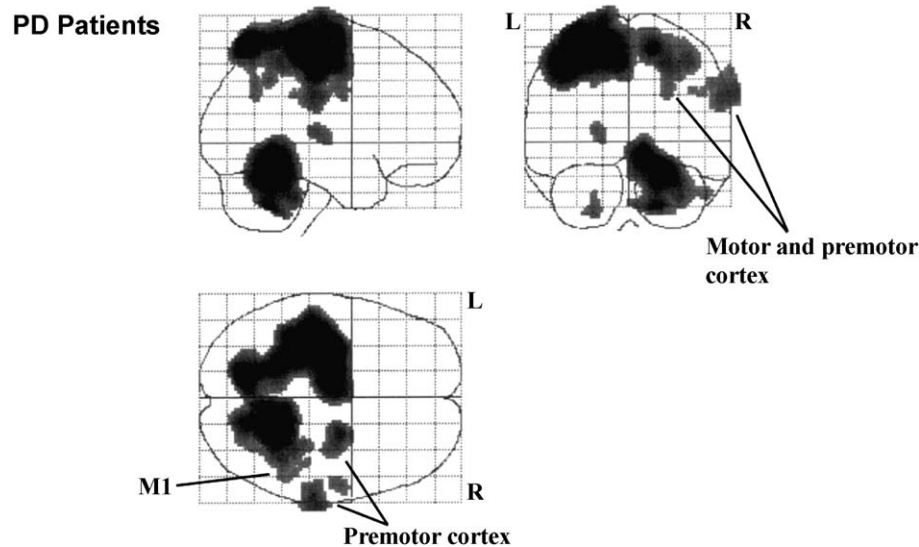 PD Patients
L
R
Motor and premotor
cortex
L
M1
R
Premotor cortex